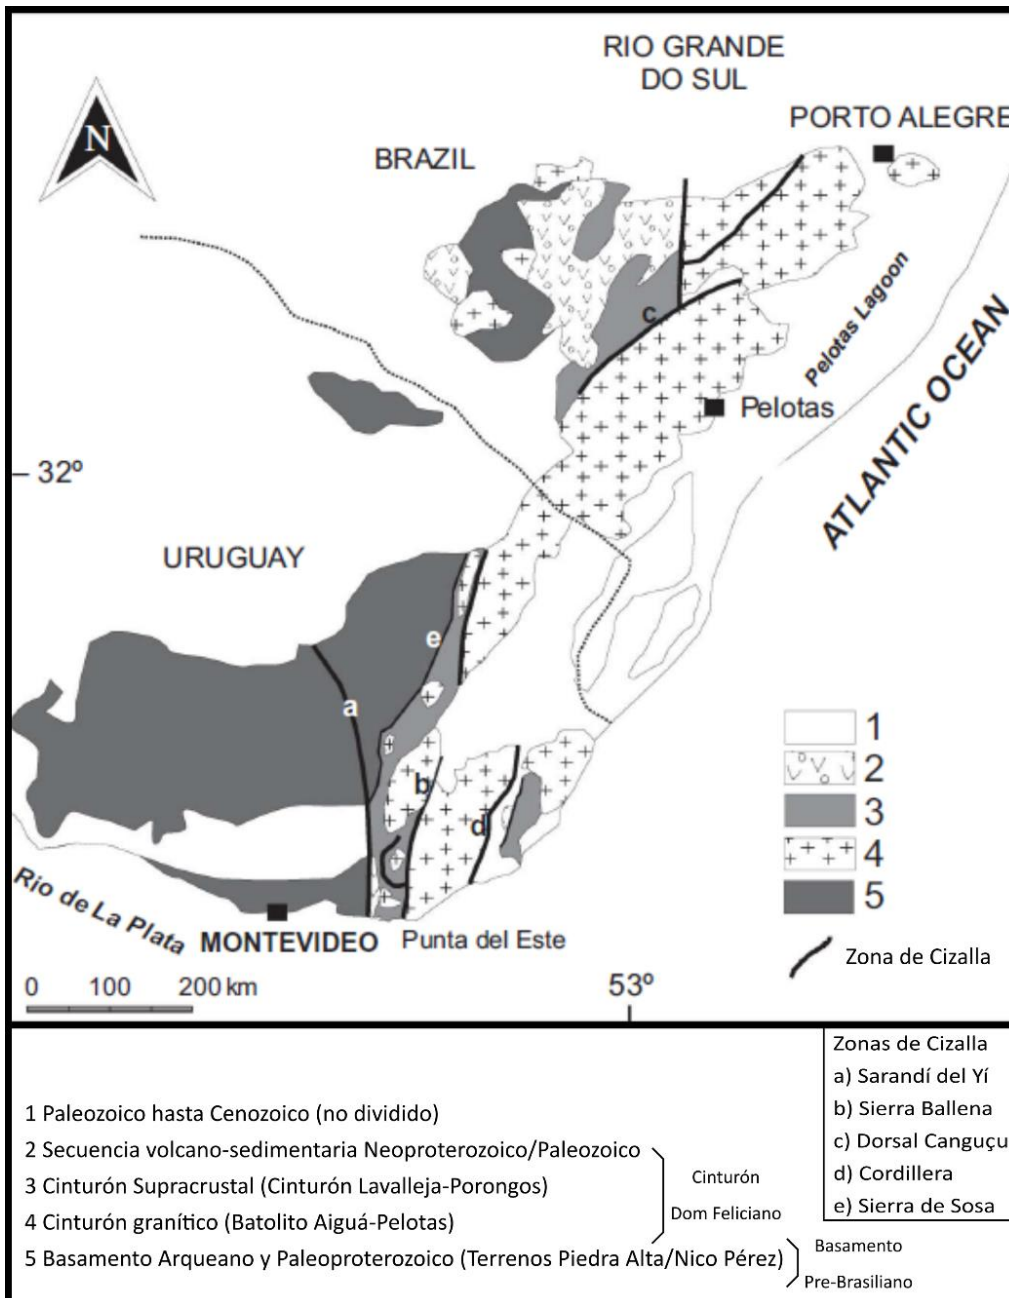 RIO GRANDE
DO SUL
PORTO ALEGRE
N
BRAZIL
Pelotas Lagoon
c
Pelotas
ATLANTIC OCEAN
32º
URUGUAY
e
a
b
d
1
2
3
4
5
Rio de La Plata
MONTEVIDEO
Punta del Este
Zona de Cizalla
0 100 200 km
53º
Zonas de Cizalla
a) Sarandí del Yí
b) Sierra Ballena
c) Dorsal Canguçu
d) Cordillera
e) Sierra de Sosa
1 Paleozoico hasta Cenozoico (no dividido)
2 Secuencia volcano-sedimentaria Neoproterozoico/Paleozoico
3 Cinturón Supracrustal (Cinturón Lavalleja-Porongos)
4 Cinturón granítico (Batolito Aiguá-Pelotas)
Cinturón
Dom Feliciano
5 Basamento Arqueano y Paleoproterozoico (Terrenos Piedra Alta/Nico Pérez)
Basamento
Pre-Brasiliano